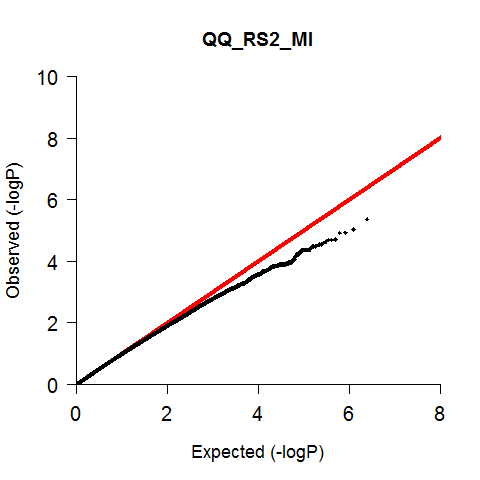 QQ_RS2_MI
10
8
6
4
2
0
Observed (-logP)
0 2 4 6 8
Expected (-logP)